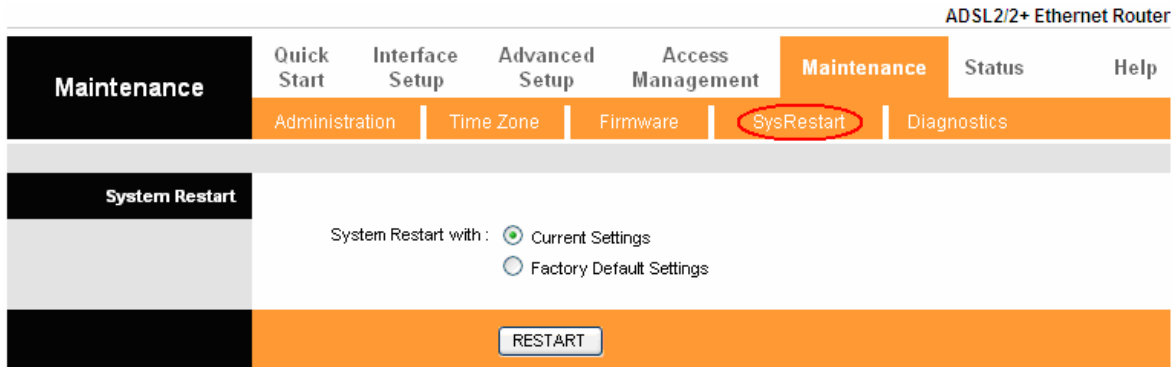 ADSL2/2+ Ethernet Router
Maintenance
Quick Start
Interface Setup
Advanced Setup
Access Management
Maintenance
Status
Help
Administration
Time Zone
Firmware
SysRestart
Diagnostics
System Restart
System Restart with :
Current Settings
Factory Default Settings
RESTART